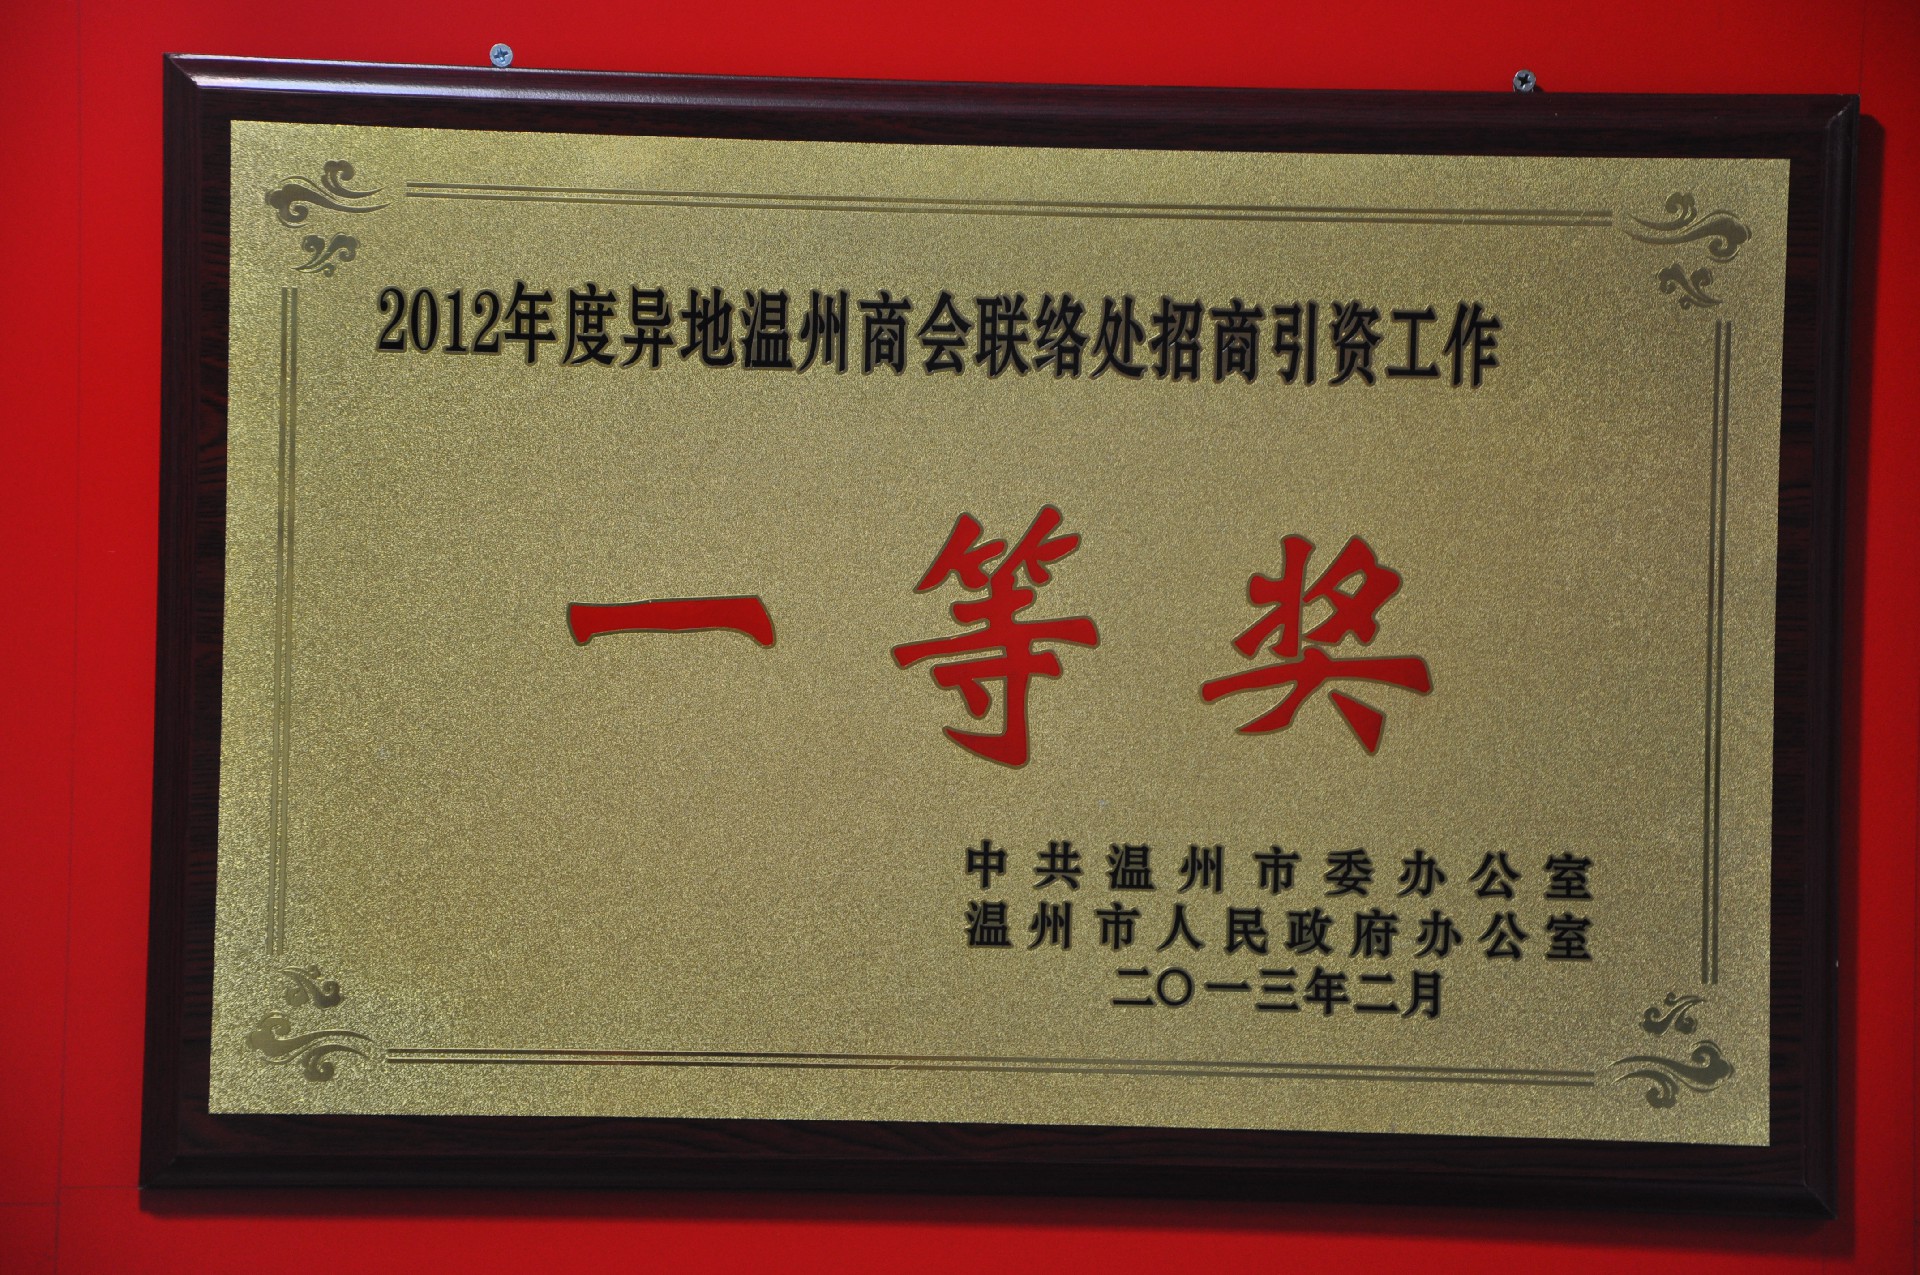 2012年度异地温州商会联络处招商引资工作
一等奖
中共温州市委办公室
温州市人民政府办公室
二〇一三年二月